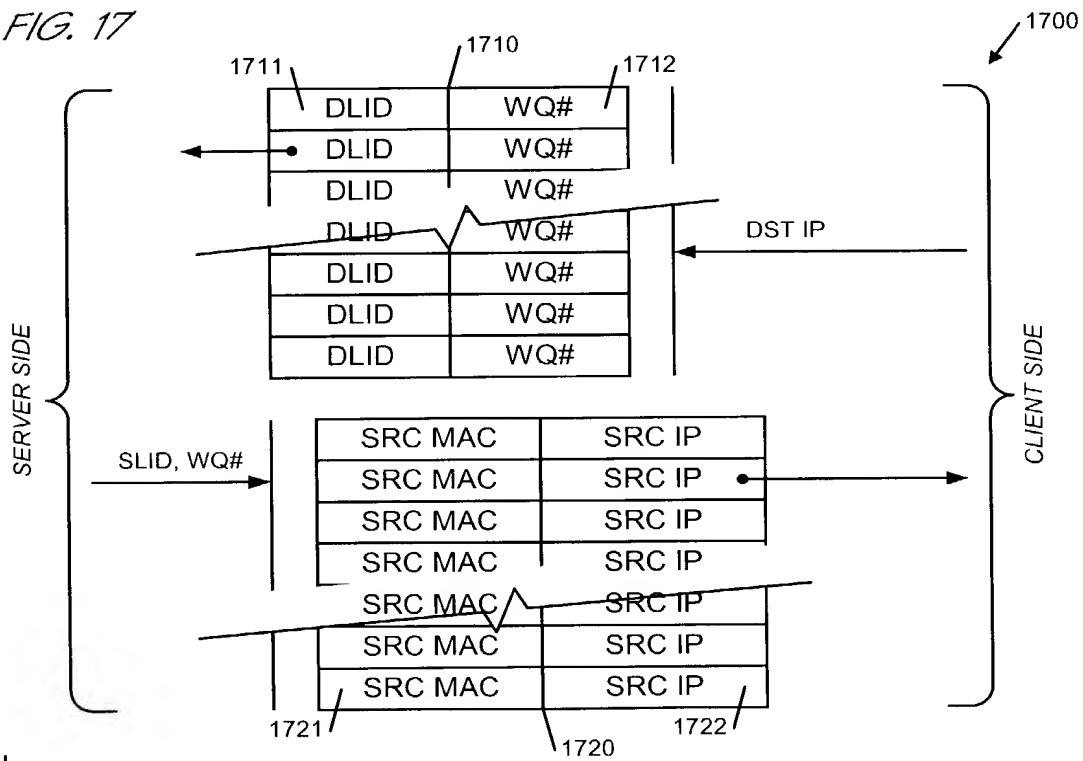 FIG. 17
1700
1711
1710
1712
DLID WQ#
DLID WQ#
DLID WQ#
DLID WQ#
DLID WQ#
DLID WQ#
DLID WQ#
DST IP
SERVER SIDE
CLIENT SIDE
SLID, WQ#
SRC MAC SRC IP
SRC MAC SRC IP
SRC MAC SRC IP
SRC MAC SRC IP
SRC MAC SRC IP
SRC MAC SRC IP
SRC MAC SRC IP
1721
1720
1722